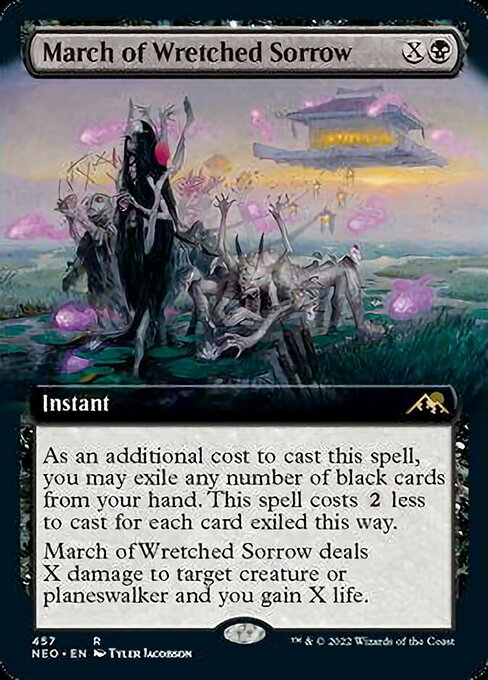 March of Wretched Sorrow X
Instant
As an additional cost to cast this spell,
you may exile any number of black cards
from your hand. This spell costs 2 less
to cast for each card exiled this way.
March of Wretched Sorrow deals
X damage to target creature or
planeswalker and you gain X life.
457 R
NEO • EN Tyler Jacobson
™ & © 2022 Wizards of the Coast